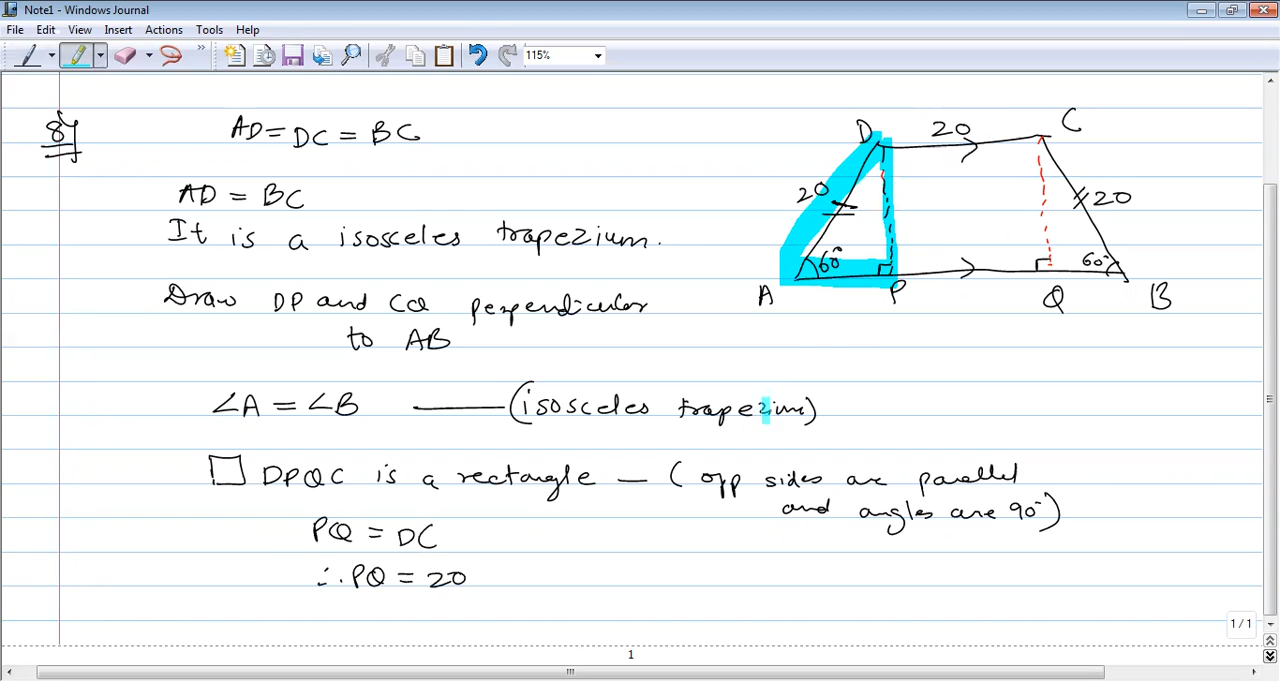 Note1 - Windows Journal
File Edit View Insert Actions Tools Help
115%
8
AD = DC = BC
AD = BC
It is a isosceles trapezium.
Draw DP and CQ perpendicular
to AB
∠A = ∠B ——— (isosceles trapezium)
□ DPQC is a rectangle — (opp sides are parallel
and angles are 90°)
PQ = DC
∴ PQ = 20
D 20 C
20 20
60° 60°
A P Q B
1 / 1
1